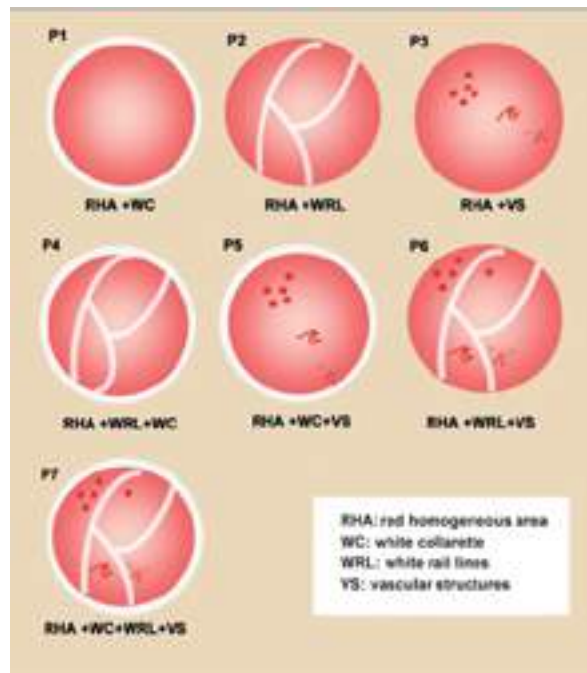 P1
P2
P3
RHA +WC
RHA +WRL
RHA +VS
P4
P5
P6
RHA +WRL+WC
RHA +WC+VS
RHA +WRL+VS
P7
RHA: red homogeneous area
WC: white collarette
WRL: white rail lines
VS: vascular structures
RHA +WC+WRL+VS